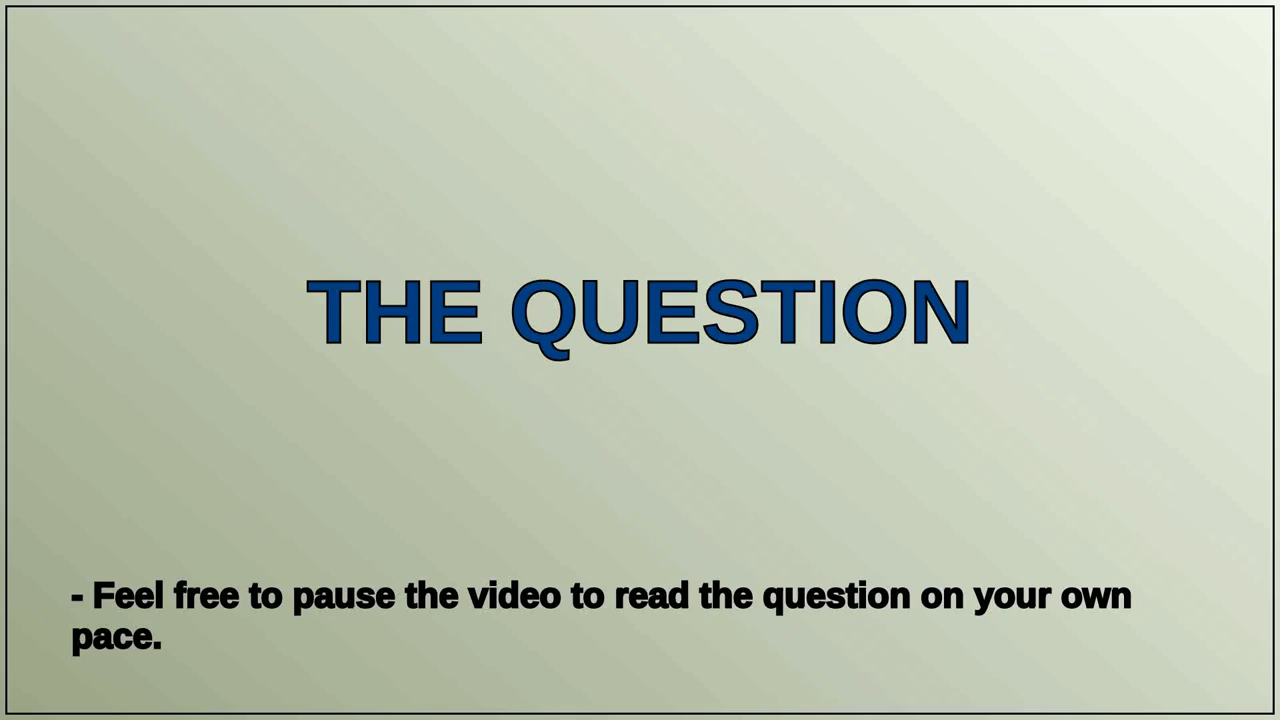 THE QUESTION
- Feel free to pause the video to read the question on your own
pace.